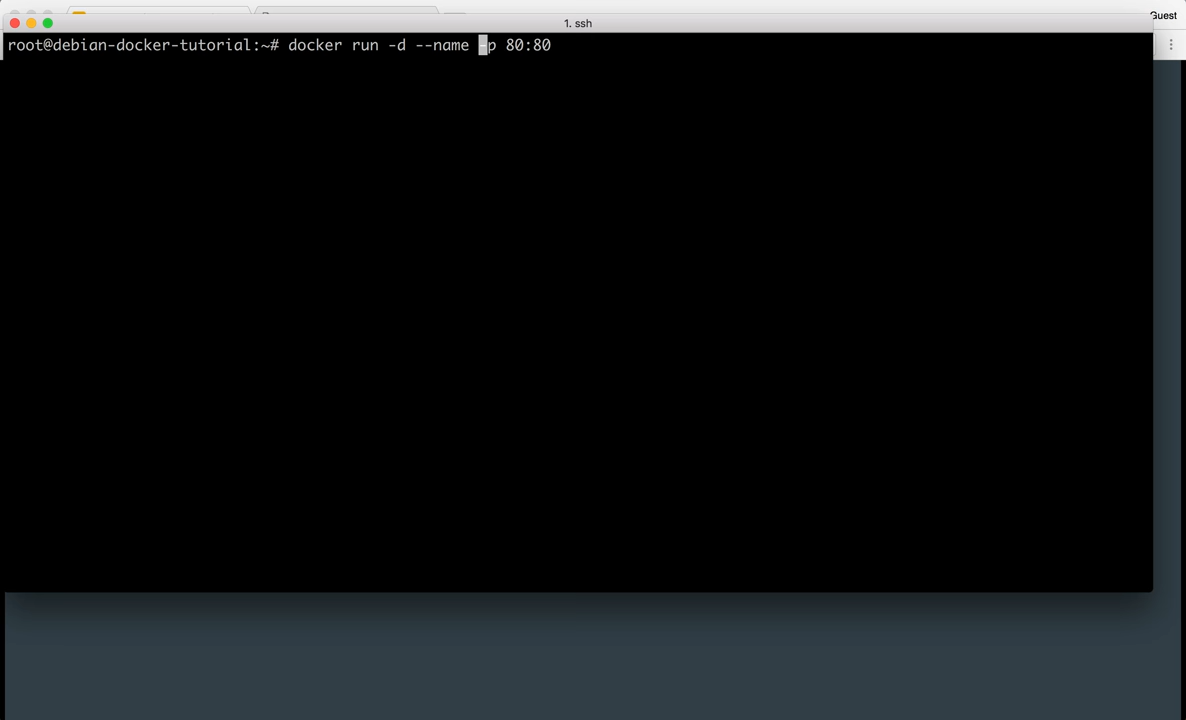 Guest
1. ssh
root@debian-docker-tutorial:~# docker run -d --name -p 80:80